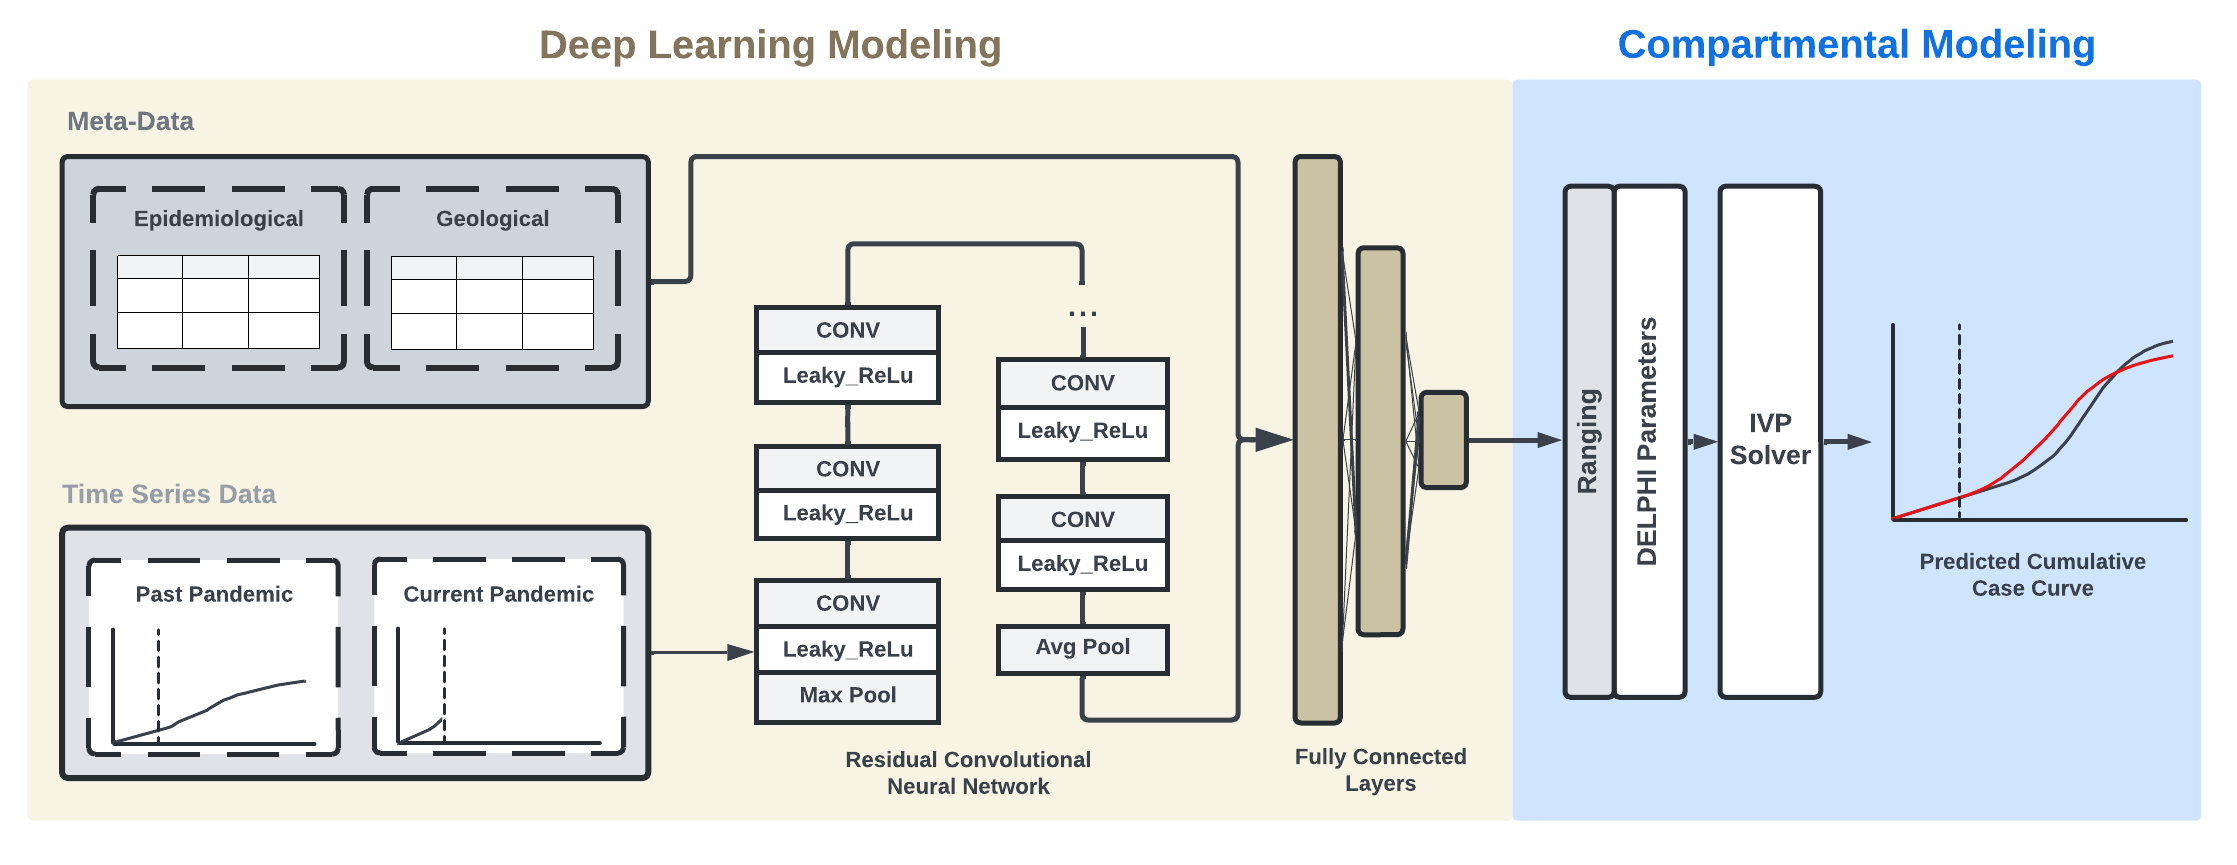 Deep Learning Modeling
Compartmental Modeling
Meta-Data
Epidemiological
Geological
Time Series Data
Past Pandemic
Current Pandemic
CONV
Leaky_ReLu
CONV
Leaky_ReLu
CONV
Leaky_ReLu
Max Pool
...
CONV
Leaky_ReLu
CONV
Leaky_ReLu
Avg Pool
Residual Convolutional
Neural Network
Fully Connected
Layers
Ranging
DELPHI Parameters
IVP
Solver
Predicted Cumulative
Case Curve